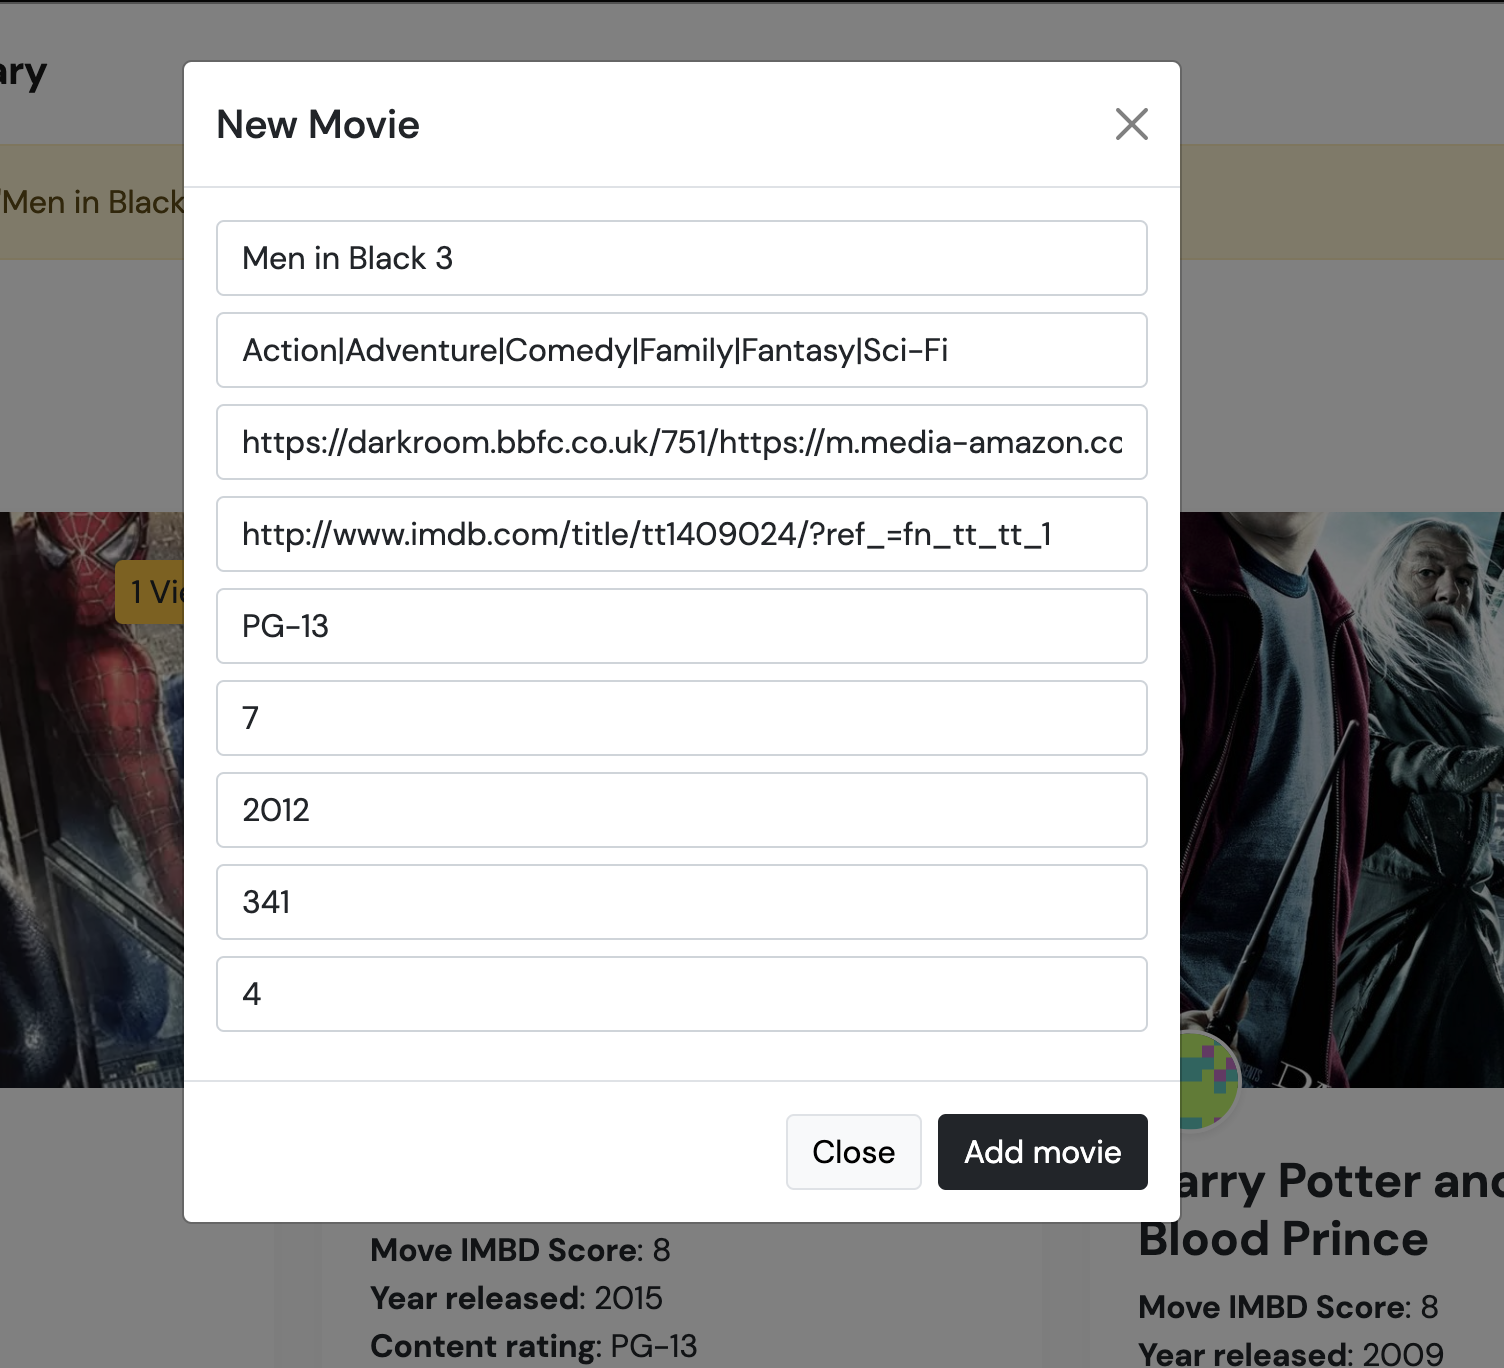 ary
New Movie
"Men in Black
Men in Black 3
Action|Adventure|Comedy|Family|Fantasy|Sci-Fi
https://darkroom.bbfc.co.uk/751/https://m.media-amazon.cc
http://www.imdb.com/title/tt1409024/?ref_=fn_tt_tt_1
1 Vie
PG-13
7
2012
341
4
Close
Add movie
arry Potter and
Blood Prince
Move IMBD Score: 8
Year released: 2015
Content rating: PG-13
Move IMBD Score: 8
Year released: 2009